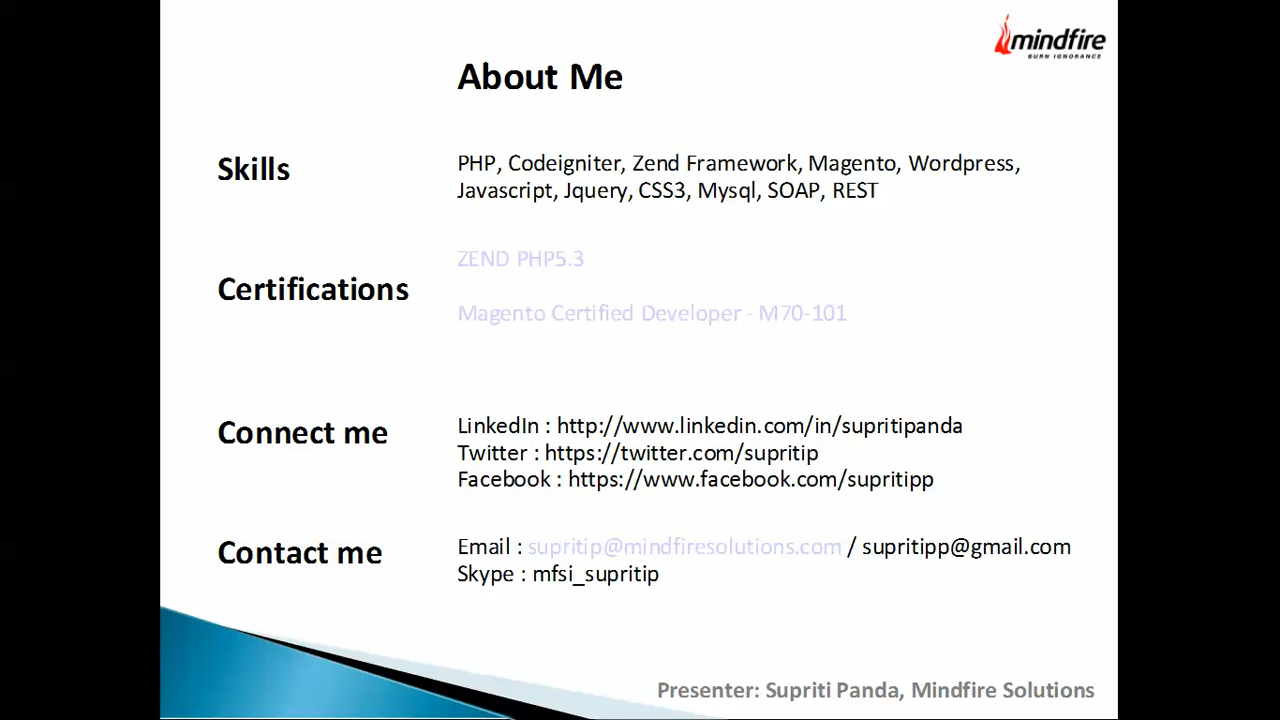 mindfire
BURN IGNORANCE
About Me
Skills
PHP, Codeigniter, Zend Framework, Magento, Wordpress,
Javascript, Jquery, CSS3, Mysql, SOAP, REST
Certifications
ZEND PHP5.3
Magento Certified Developer - M70-101
Connect me
LinkedIn : http://www.linkedin.com/in/supritipanda
Twitter : https://twitter.com/supritip
Facebook : https://www.facebook.com/supritipp
Contact me
Email : supritip@mindfiresolutions.com / supritipp@gmail.com
Skype : mfsi_supritip
Presenter: Supriti Panda, Mindfire Solutions